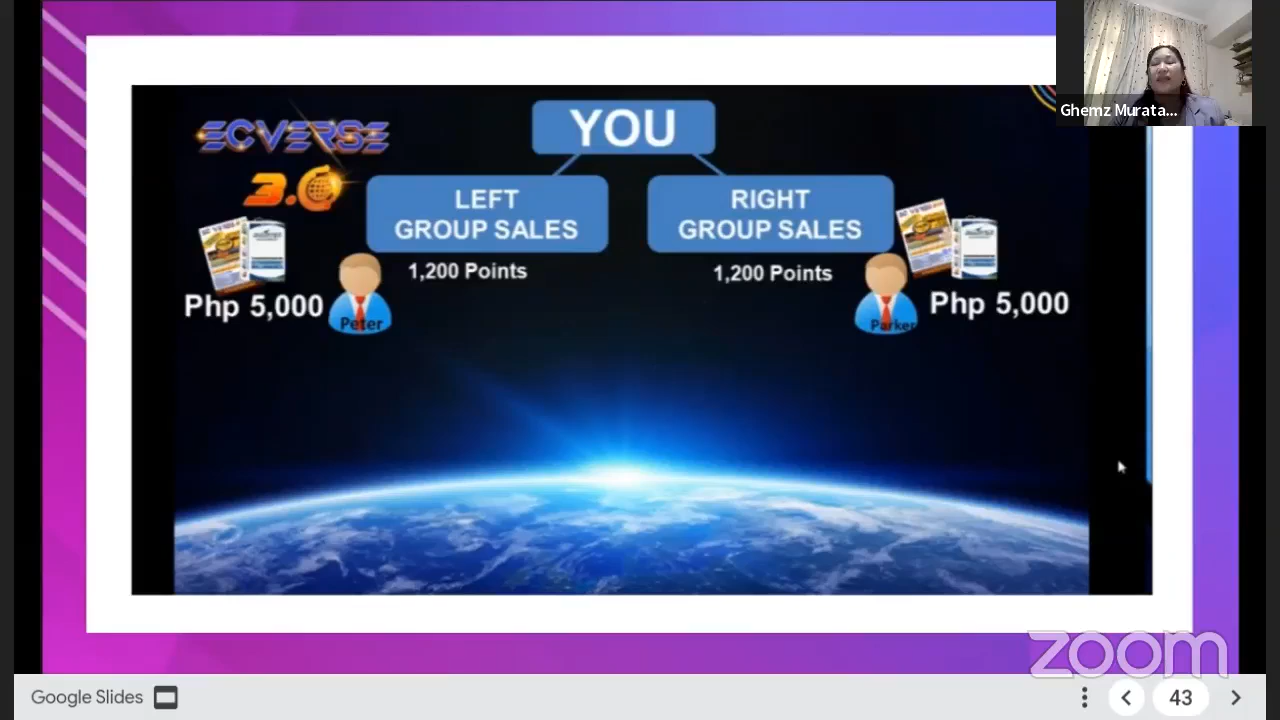 Ghemz Murata...
ECVERSE
3.0
YOU
LEFT
GROUP SALES
RIGHT
GROUP SALES
1,200 Points
1,200 Points
Php 5,000
Peter
Parker
Php 5,000
zoom
Google Slides
43